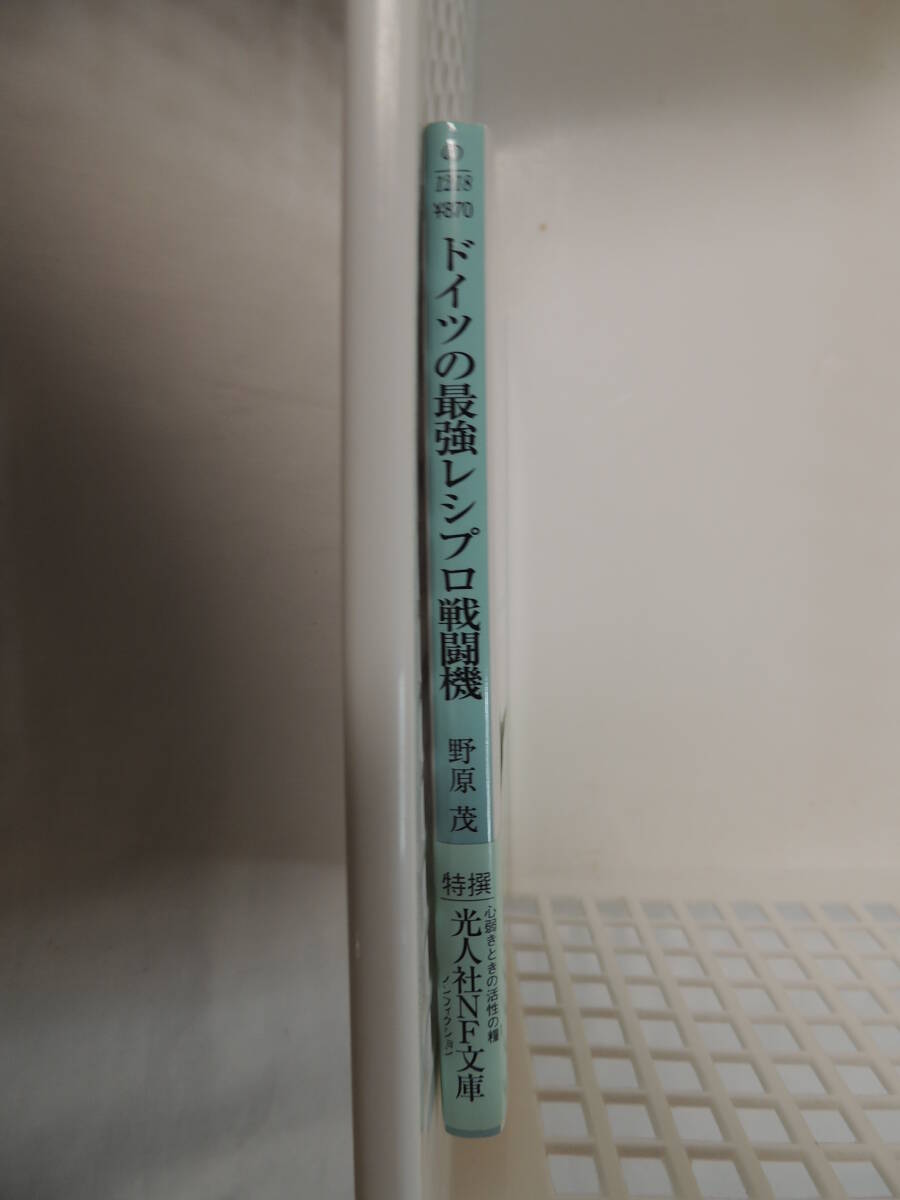 の
1218
¥870
ドイツの最強レシプロ戦闘機
野原 茂
特撰
心弱きときの活性の糧
光人社NF文庫
ノンフィクション